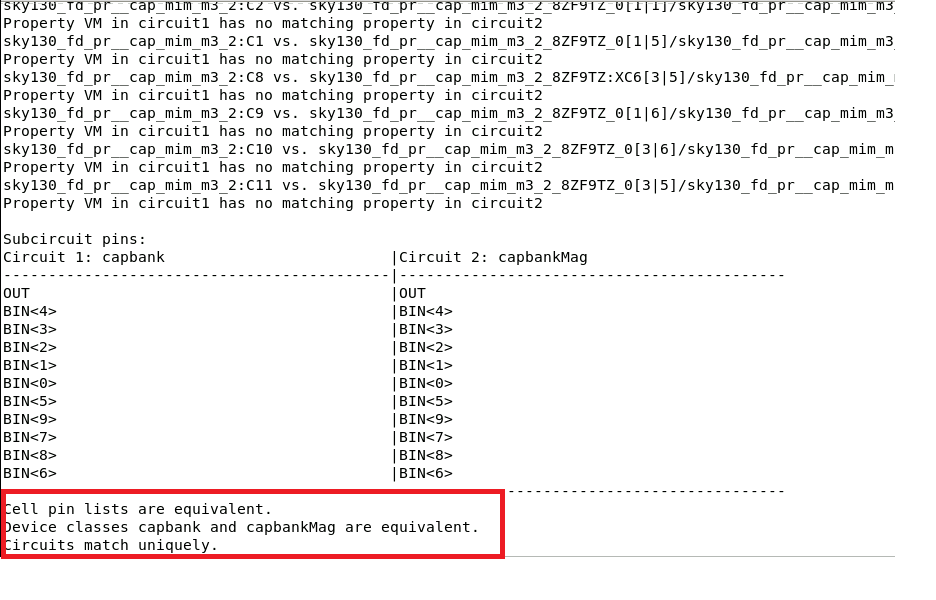 sky130_fd_pr__cap_mim_m3_2:C2 vs. sky130_fd_pr__cap_mim_m3_2_8ZF9TZ_0[1|1]/sky130_fd_pr__cap_mim_m3_
Property VM in circuit1 has no matching property in circuit2
sky130_fd_pr__cap_mim_m3_2:C1 vs. sky130_fd_pr__cap_mim_m3_2_8ZF9TZ_0[1|5]/sky130_fd_pr__cap_mim_m3_
Property VM in circuit1 has no matching property in circuit2
sky130_fd_pr__cap_mim_m3_2:C8 vs. sky130_fd_pr__cap_mim_m3_2_8ZF9TZ:XC6[3|5]/sky130_fd_pr__cap_mim_
Property VM in circuit1 has no matching property in circuit2
sky130_fd_pr__cap_mim_m3_2:C9 vs. sky130_fd_pr__cap_mim_m3_2_8ZF9TZ_0[1|6]/sky130_fd_pr__cap_mim_m3_
Property VM in circuit1 has no matching property in circuit2
sky130_fd_pr__cap_mim_m3_2:C10 vs. sky130_fd_pr__cap_mim_m3_2_8ZF9TZ_0[3|6]/sky130_fd_pr__cap_mim_m
Property VM in circuit1 has no matching property in circuit2
sky130_fd_pr__cap_mim_m3_2:C11 vs. sky130_fd_pr__cap_mim_m3_2_8ZF9TZ_0[3|5]/sky130_fd_pr__cap_mim_m
Property VM in circuit1 has no matching property in circuit2
Subcircuit pins:
Circuit 1: capbank |Circuit 2: capbankMag
-------------------------------------------|-------------------------------------------
OUT |OUT
BIN<4> |BIN<4>
BIN<3> |BIN<3>
BIN<2> |BIN<2>
BIN<1> |BIN<1>
BIN<0> |BIN<0>
BIN<5> |BIN<5>
BIN<9> |BIN<9>
BIN<7> |BIN<7>
BIN<8> |BIN<8>
BIN<6> |BIN<6>
-------------------------------
Cell pin lists are equivalent.
Device classes capbank and capbankMag are equivalent.
Circuits match uniquely.